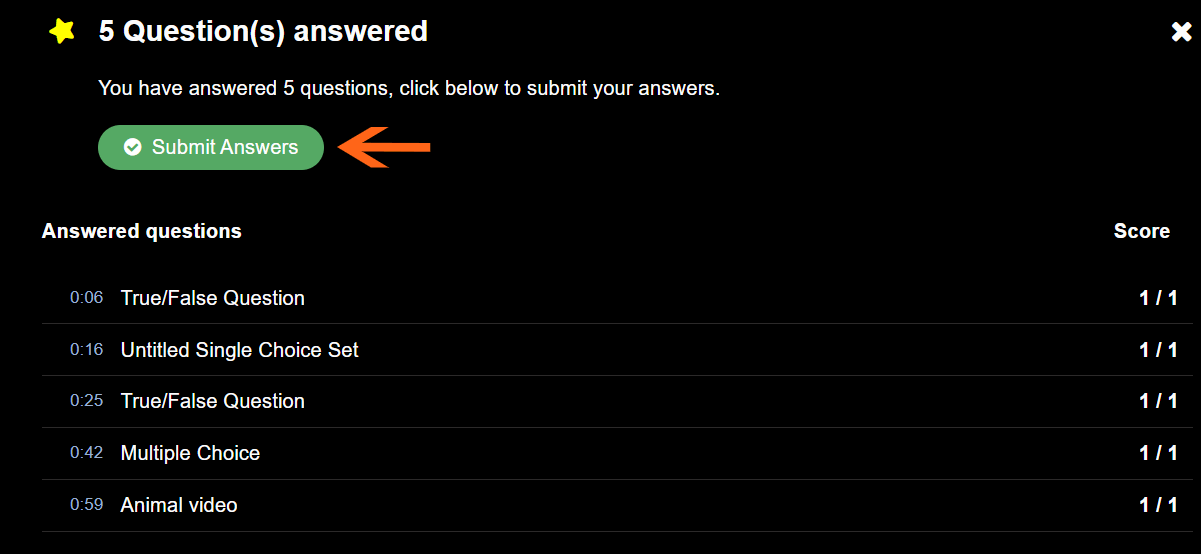 5 Question(s) answered
You have answered 5 questions, click below to submit your answers.
Submit Answers
Answered questions Score
0:06 True/False Question 1 / 1
0:16 Untitled Single Choice Set 1 / 1
0:25 True/False Question 1 / 1
0:42 Multiple Choice 1 / 1
0:59 Animal video 1 / 1